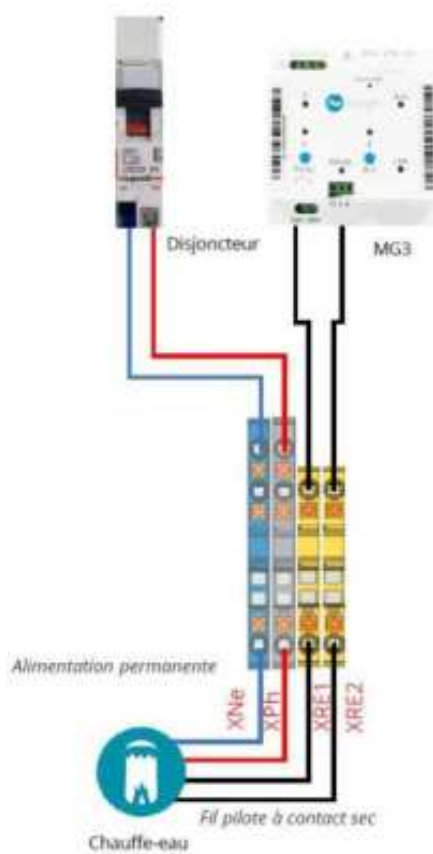 Disjoncteur
MG3
Alimentation permanente
XNe
XPh
XRE1
XRE2
Fil pilote à contact sec
Chauffe-eau